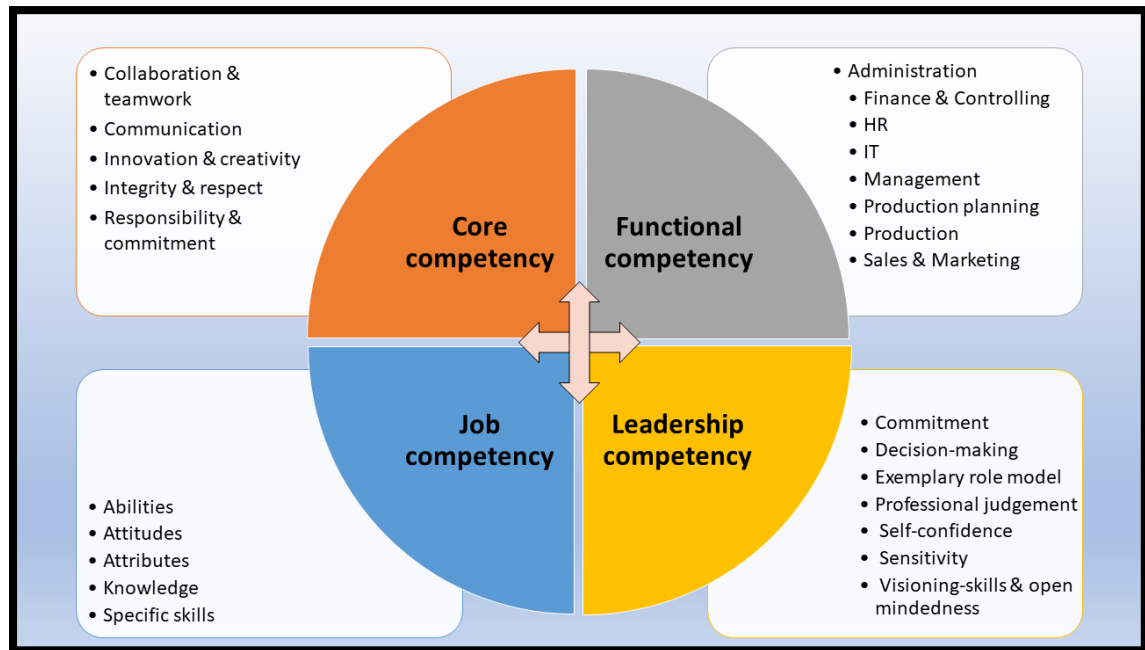 • Collaboration &
teamwork
• Communication
• Innovation & creativity
• Integrity & respect
• Responsibility &
commitment
Core
competency
Functional
competency
• Administration
• Finance & Controlling
• HR
• IT
• Management
• Production planning
• Production
• Sales & Marketing
Job
competency
Leadership
competency
• Abilities
• Attitudes
• Attributes
• Knowledge
• Specific skills
• Commitment
• Decision-making
• Exemplary role model
• Professional judgement
• Self-confidence
• Sensitivity
• Visioning-skills & open
mindedness